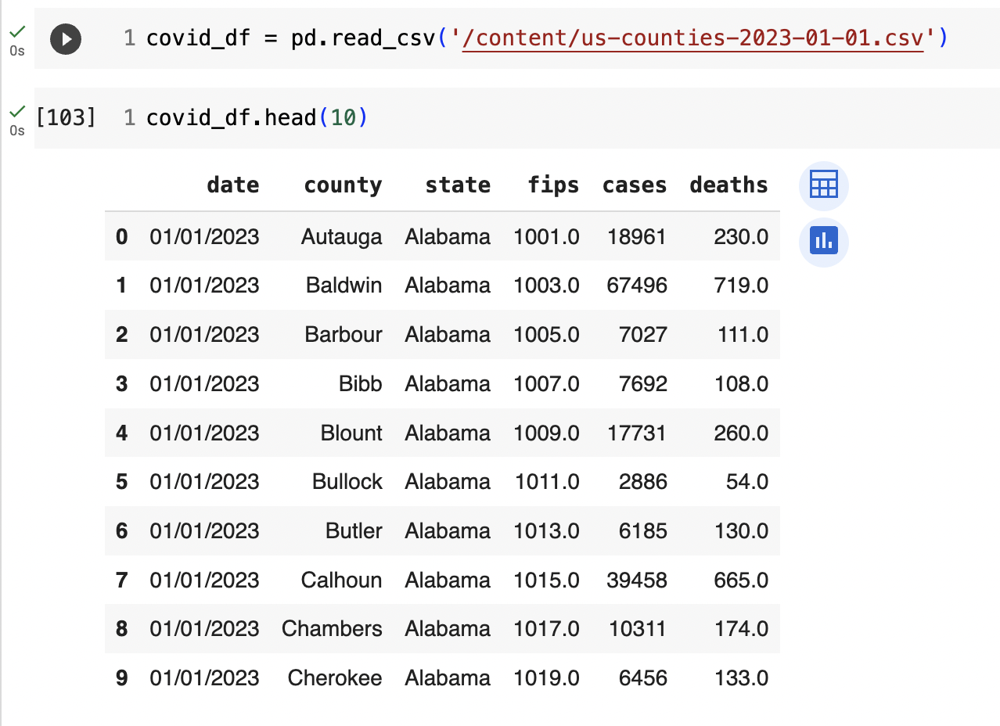 0s 1 covid_df = pd.read_csv('/content/us-counties-2023-01-01.csv')
0s [103] 1 covid_df.head(10)
date county state fips cases deaths
0 01/01/2023 Autauga Alabama 1001.0 18961 230.0
1 01/01/2023 Baldwin Alabama 1003.0 67496 719.0
2 01/01/2023 Barbour Alabama 1005.0 7027 111.0
3 01/01/2023 Bibb Alabama 1007.0 7692 108.0
4 01/01/2023 Blount Alabama 1009.0 17731 260.0
5 01/01/2023 Bullock Alabama 1011.0 2886 54.0
6 01/01/2023 Butler Alabama 1013.0 6185 130.0
7 01/01/2023 Calhoun Alabama 1015.0 39458 665.0
8 01/01/2023 Chambers Alabama 1017.0 10311 174.0
9 01/01/2023 Cherokee Alabama 1019.0 6456 133.0